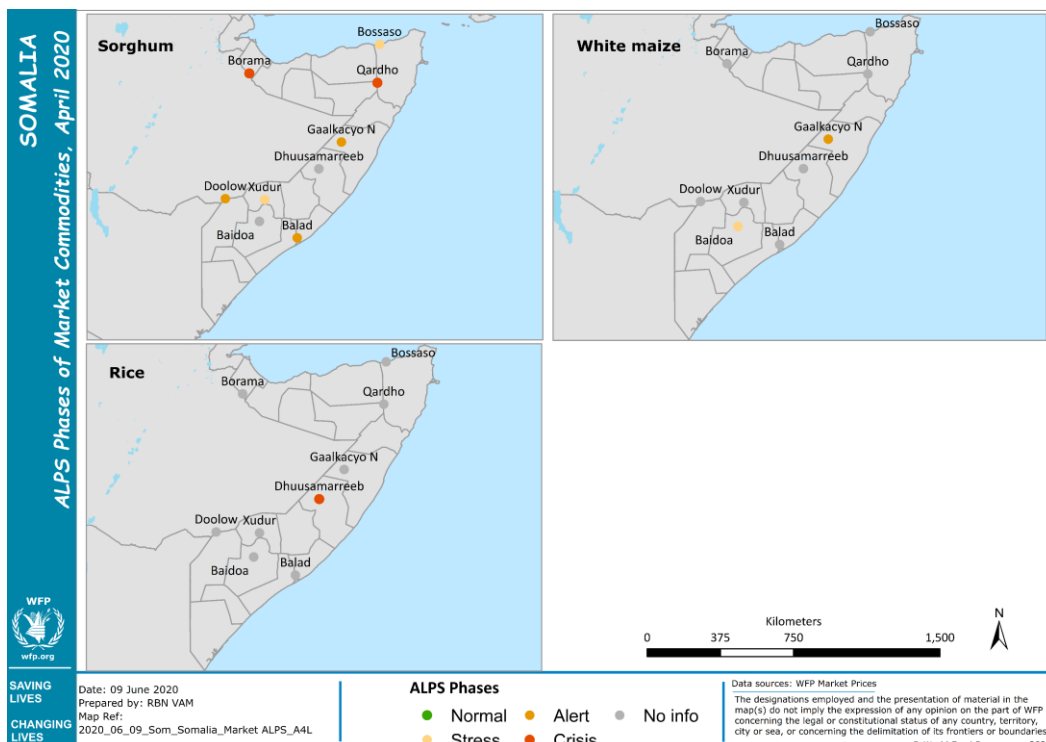 SOMALIA
ALPS Phases of Market Commodities, April 2020
Sorghum
Bossaso
Borama
Qardho
Gaalkacyo N
Dhuusamarreeb
Doolow
Xudur
Baidoa
Balad
White maize
Bossaso
Borama
Qardho
Gaalkacyo N
Dhuusamarreeb
Doolow
Xudur
Baidoa
Balad
Rice
Bossaso
Borama
Qardho
Gaalkacyo N
Dhuusamarreeb
Doolow
Xudur
Baidoa
Balad
Kilometers
0 375 750 1,500
N
WFP
wfp.org
SAVING
LIVES
CHANGING
LIVES
Date: 09 June 2020
Prepared by: RBN VAM
Map Ref:
2020_06_09_Som_Somalia_Market ALPS_A4L
ALPS Phases
Normal Alert No info
Stress Crisis
Data sources: WFP Market Prices
The designations employed and the presentation of material in the
map(s) do not imply the expression of any opinion on the part of WFP
concerning the legal or constitutional status of any country, territory,
city or sea, or concerning the delimitation of its frontiers or boundaries.